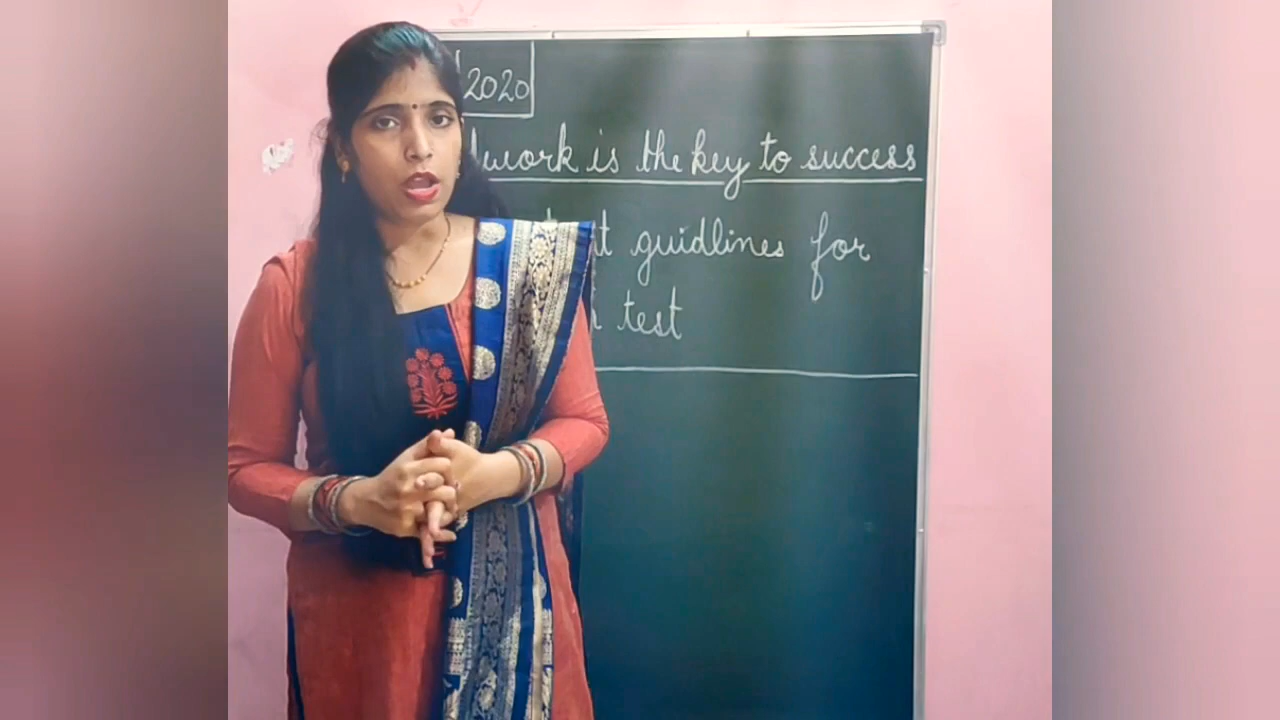 2020
work is the key to success
guidlines for
test